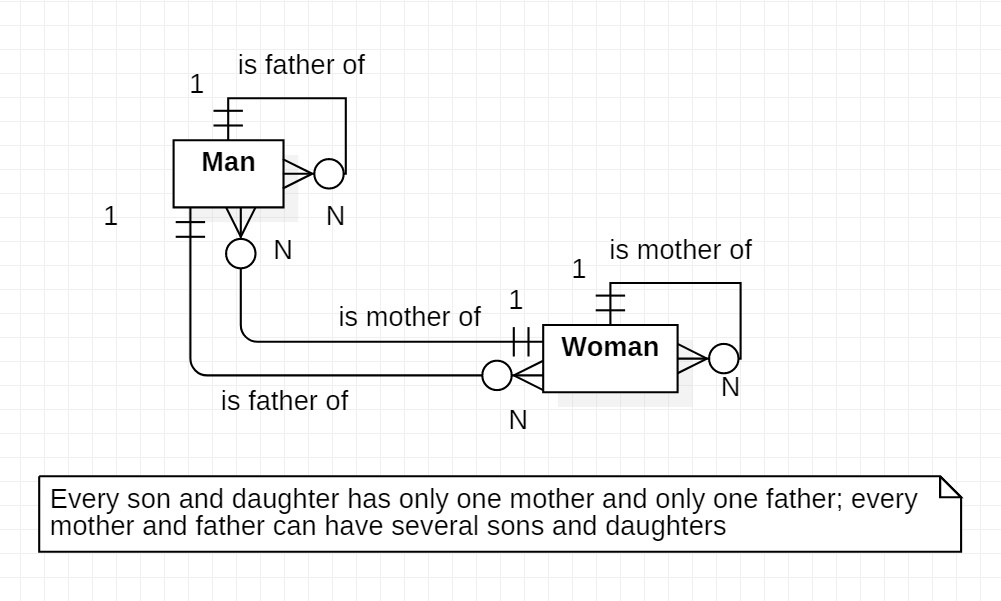 is father of
1
Man
N
1
N
is mother of
1
1
is mother of
Woman
N
is father of
N
Every son and daughter has only one mother and only one father; every
mother and father can have several sons and daughters